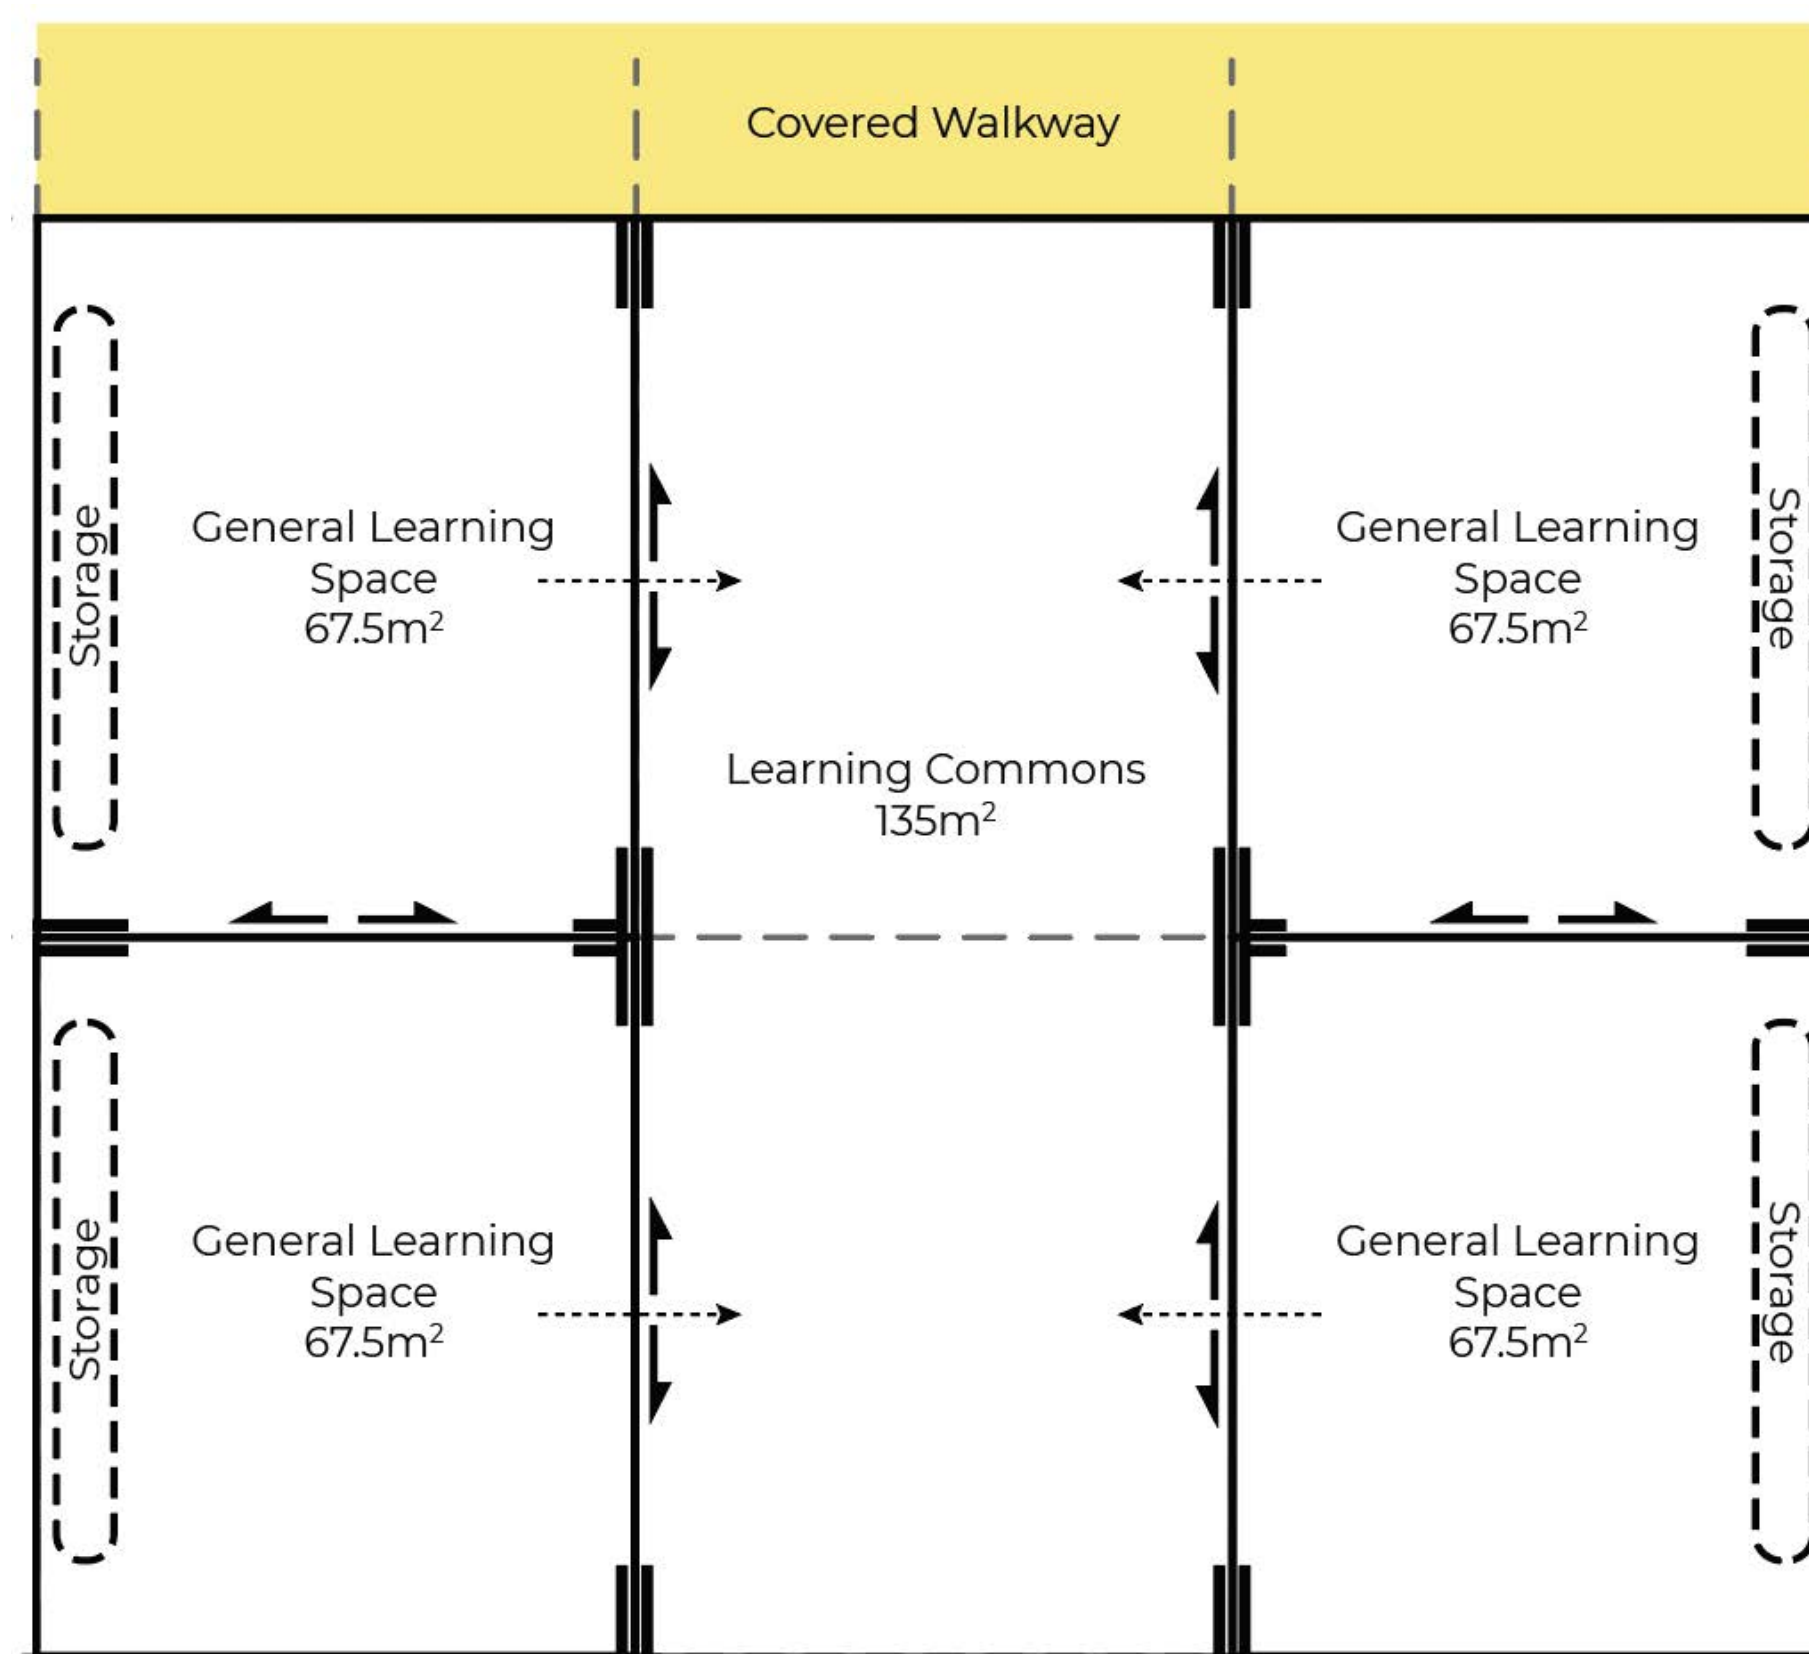 Covered Walkway
Storage
General Learning
Space
67.5m²
General Learning
Space
67.5m²
Storage
Learning Commons
135m²
Storage
General Learning
Space
67.5m²
General Learning
Space
67.5m²
Storage